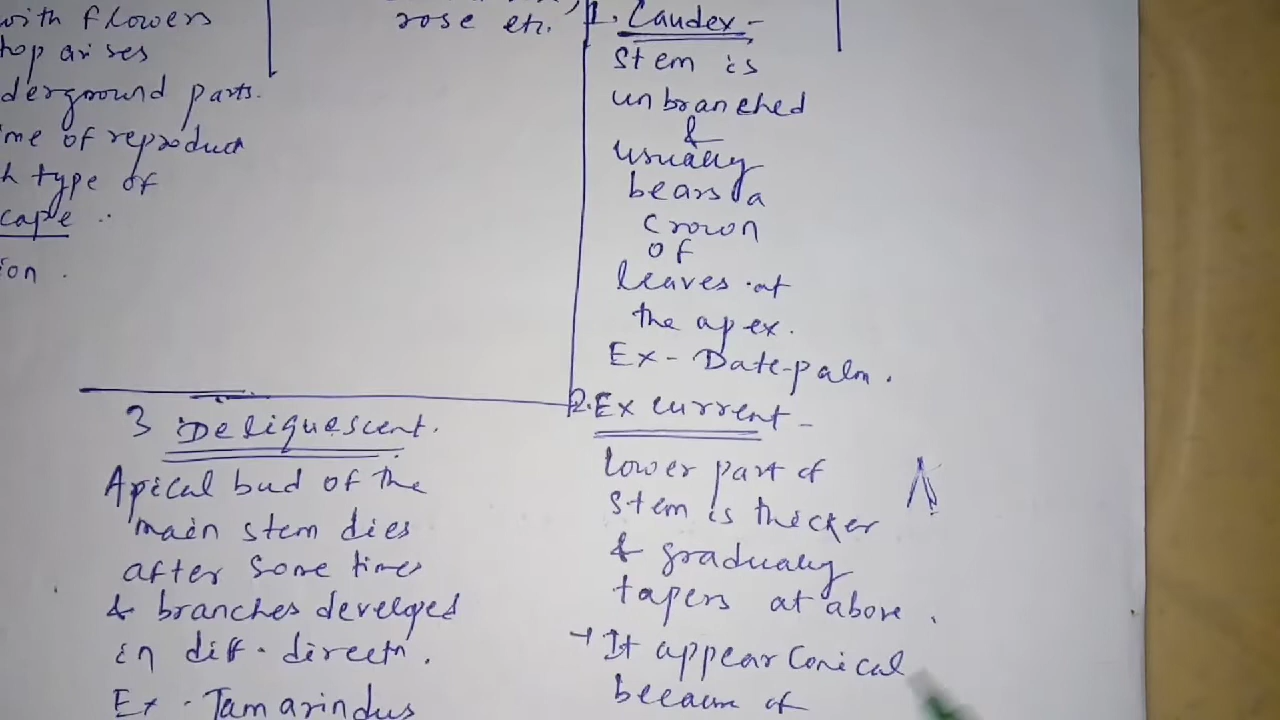 with flowers
top arises
derground parts.
me of reproduct
h type of
cape
ion.
rose etc.
1. Caudex -
Stem is
unbranched
&
usually
bears a
Crown
of
leaves at
the apex.
Ex - Date-palm.
2. Excurrent -
lower part of
stem is thicker
& gradually
tapers at above.
→ It appear Conical
because of
3 Deliquescent.
Apical bud of the
main stem dies
after some time
& branches developed
in diff. directn.
Ex - Tamarindus